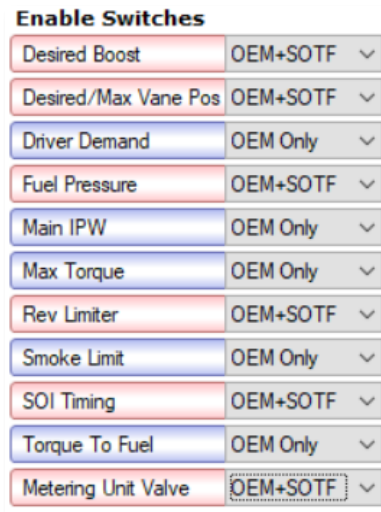 Enable Switches
Desired Boost OEM+SOTF
Desired/Max Vane Pos OEM+SOTF
Driver Demand OEM Only
Fuel Pressure OEM+SOTF
Main IPW OEM Only
Max Torque OEM Only
Rev Limiter OEM+SOTF
Smoke Limit OEM Only
SOI Timing OEM+SOTF
Torque To Fuel OEM Only
Metering Unit Valve OEM+SOTF